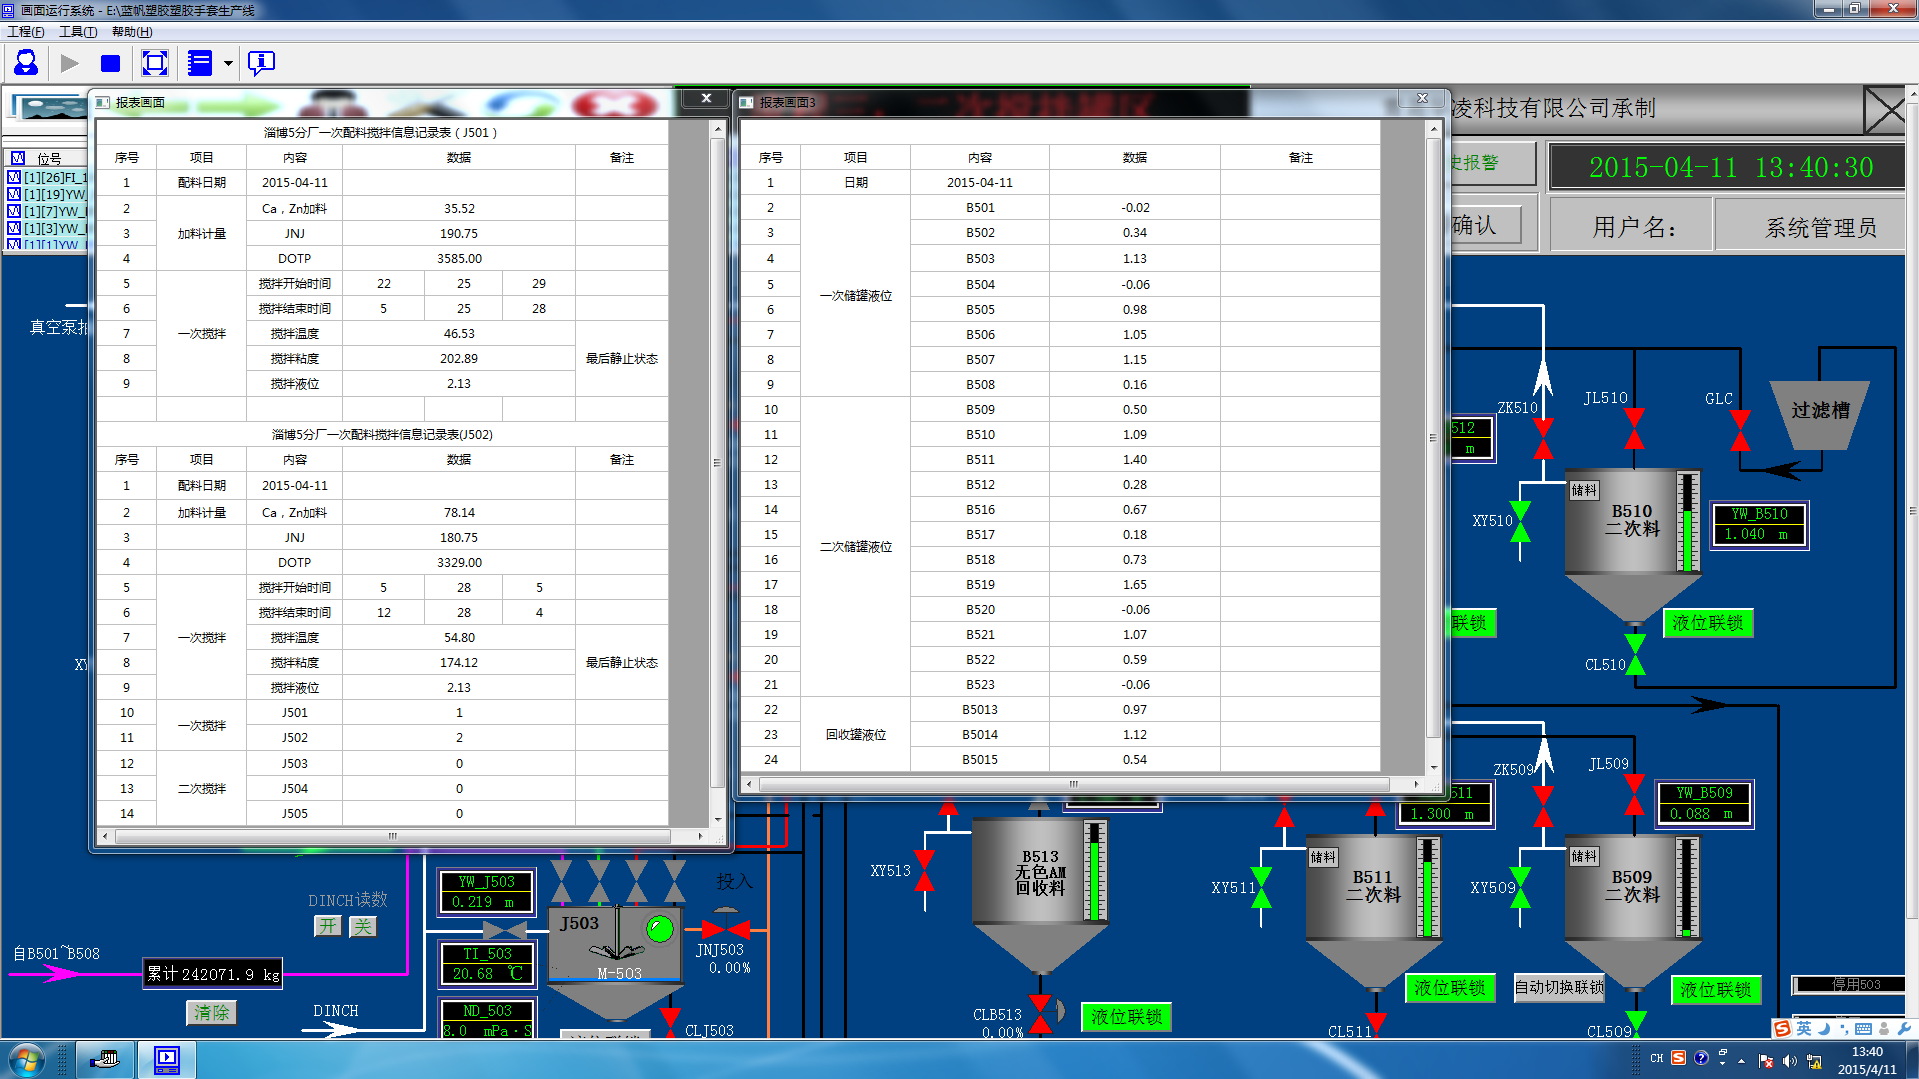 画面运行系统 - E:\蓝帆塑胶塑胶手套生产线
工程(F) 工具(T) 帮助(H)
位号
[1][26]FI_1
[1][19]YW_
[1][7]YW_
[1][3]YW_
[1][1]YW_
报表画面
淄博5分厂一次配料搅拌信息记录表（J501）
序号 项目 内容 数据 备注
1 配料日期 2015-04-11
2 Ca，Zn加料 35.52
3 加料计量 JNJ 190.75
4 DOTP 3585.00
5 搅拌开始时间 22 25 29
6 搅拌结束时间 5 25 28
7 一次搅拌 搅拌温度 46.53
8 搅拌粘度 202.89 最后静止状态
9 搅拌液位 2.13
淄博5分厂一次配料搅拌信息记录表(J502)
序号 项目 内容 数据 备注
1 配料日期 2015-04-11
2 加料计量 Ca，Zn加料 78.14
3 JNJ 180.75
4 DOTP 3329.00
5 搅拌开始时间 5 28 5
6 搅拌结束时间 12 28 4
7 一次搅拌 搅拌温度 54.80
8 搅拌粘度 174.12 最后静止状态
9 搅拌液位 2.13
10 一次搅拌 J501 1
11 J502 2
12 J503 0
13 二次搅拌 J504 0
14 J505 0
报表画面3
序号 项目 内容 数据 备注
1 日期 2015-04-11
2 B501 -0.02
3 B502 0.34
4 B503 1.13
5 一次储罐液位 B504 -0.06
6 B505 0.98
7 B506 1.05
8 B507 1.15
9 B508 0.16
10 B509 0.50
11 B510 1.09
12 B511 1.40
13 B512 0.28
14 B516 0.67
15 二次储罐液位 B517 0.18
16 B518 0.73
17 B519 1.65
18 B520 -0.06
19 B521 1.07
20 B522 0.59
21 B523 -0.06
22 B5013 0.97
23 回收罐液位 B5014 1.12
24 B5015 0.54
凌科技有限公司承制
史报警
2015-04-11 13:40:30
确认
用户名：
系统管理员
真空泵抽
XY
ZK510
JL510
GLC
过滤槽
512
m
储料
B510
二次料
YW_B510
1.040 m
XY510
联锁
液位联锁
CL510
ZK509
JL509
511
1.300 m
YW_B509
0.088 m
XY513
B513
无色AM
回收料
XY511
储料
B511
二次料
XY509
储料
B509
二次料
液位联锁
自动切换联锁
液位联锁
停用503
CLB513
0.00%
液位联锁
CL511
CL509
DINCH读数
开 关
自B501~B508
累计 242071.9 kg
清除
DINCH
YW_J503
0.219 m
TI_503
20.68 ℃
ND_503
8.0 mPa·S
J503
M-503
投入
JNJ503
0.00%
CLJ503
英
CH
13:40
2015/4/11